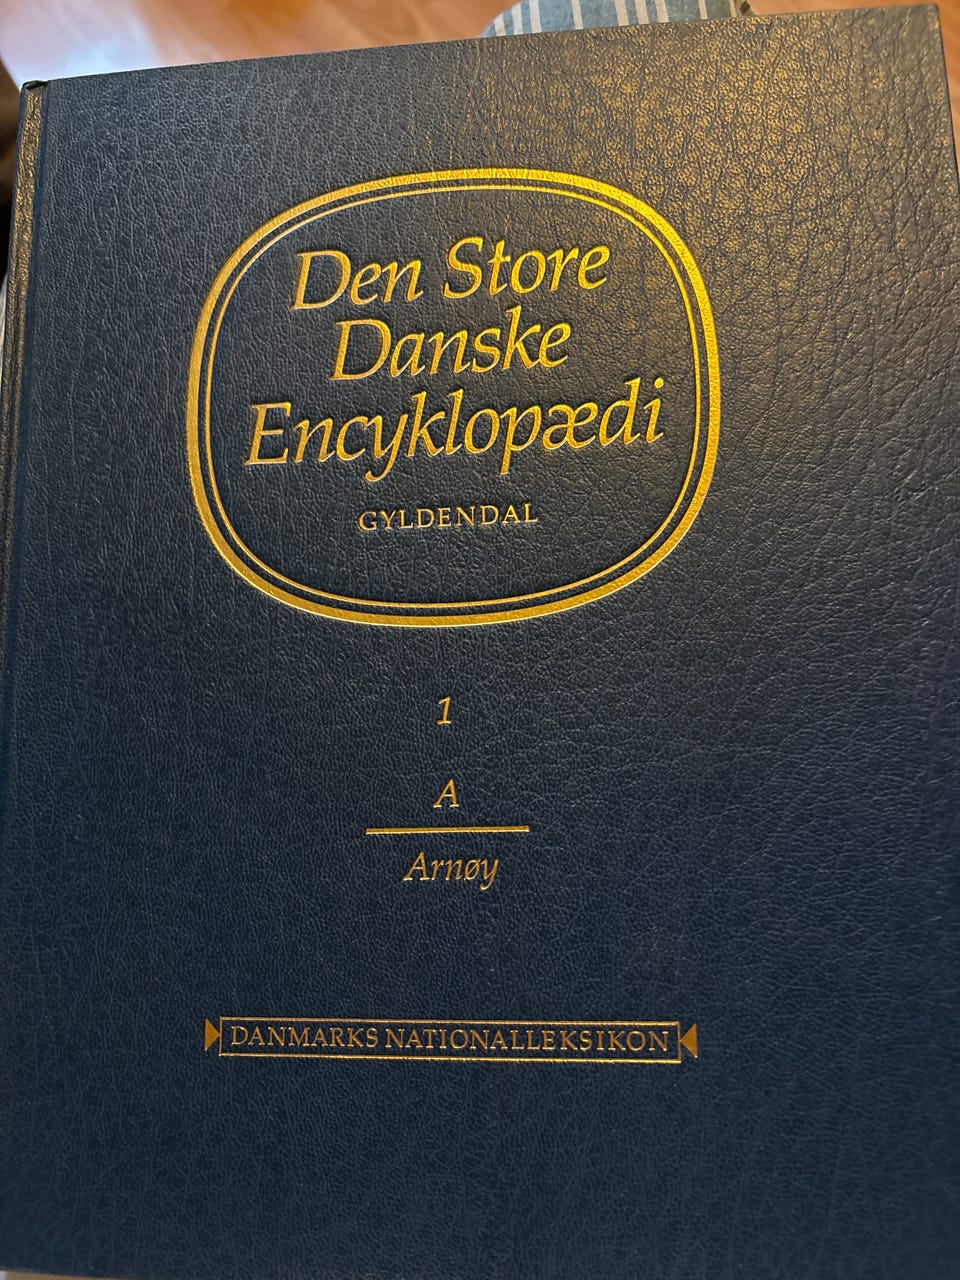 Den Store
Danske
Encyklopædi
GYLDENDAL
1
A
Arnøy
DANMARKS NATIONALLEKSIKON